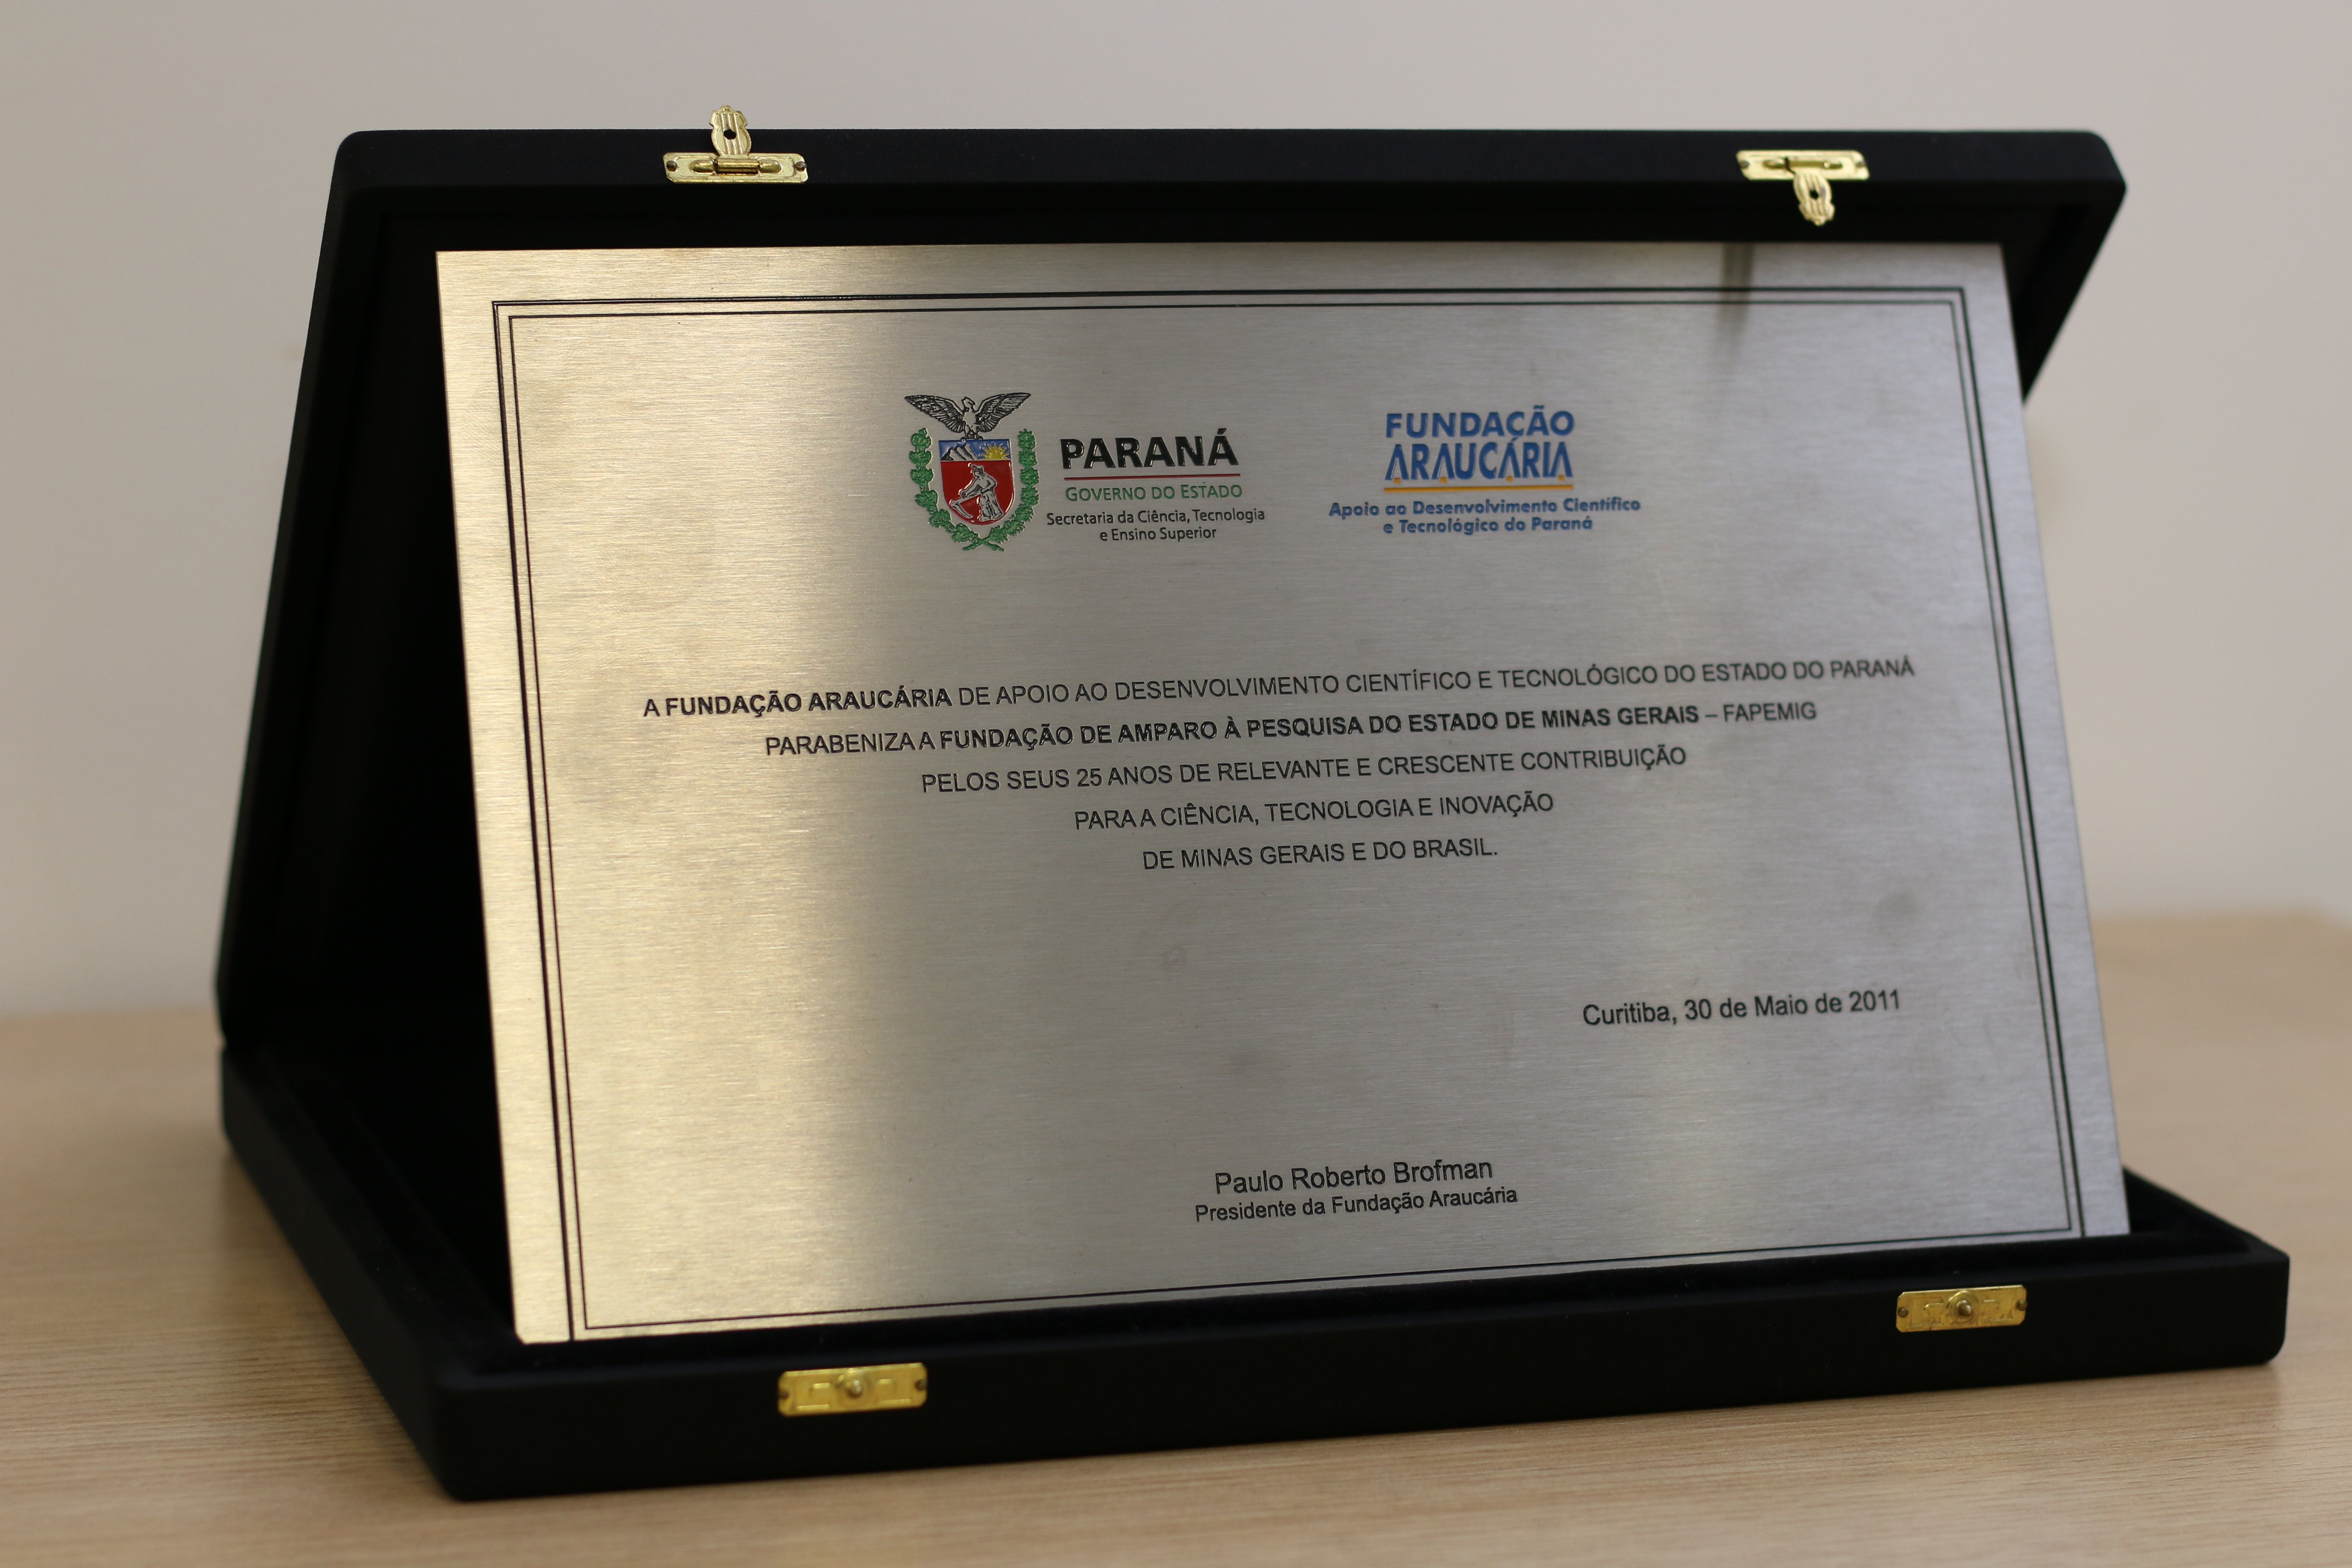 PARANÁ
GOVERNO DO ESTADO
Secretaria da Ciência, Tecnologia
e Ensino Superior
FUNDAÇÃO
ARAUCÁRIA
Apoio ao Desenvolvimento Científico
e Tecnológico do Paraná
A FUNDAÇÃO ARAUCÁRIA DE APOIO AO DESENVOLVIMENTO CIENTÍFICO E TECNOLÓGICO DO ESTADO DO PARANÁ
PARABENIZA A FUNDAÇÃO DE AMPARO À PESQUISA DO ESTADO DE MINAS GERAIS – FAPEMIG
PELOS SEUS 25 ANOS DE RELEVANTE E CRESCENTE CONTRIBUIÇÃO
PARA A CIÊNCIA, TECNOLOGIA E INOVAÇÃO
DE MINAS GERAIS E DO BRASIL.
Curitiba, 30 de Maio de 2011
Paulo Roberto Brofman
Presidente da Fundação Araucária